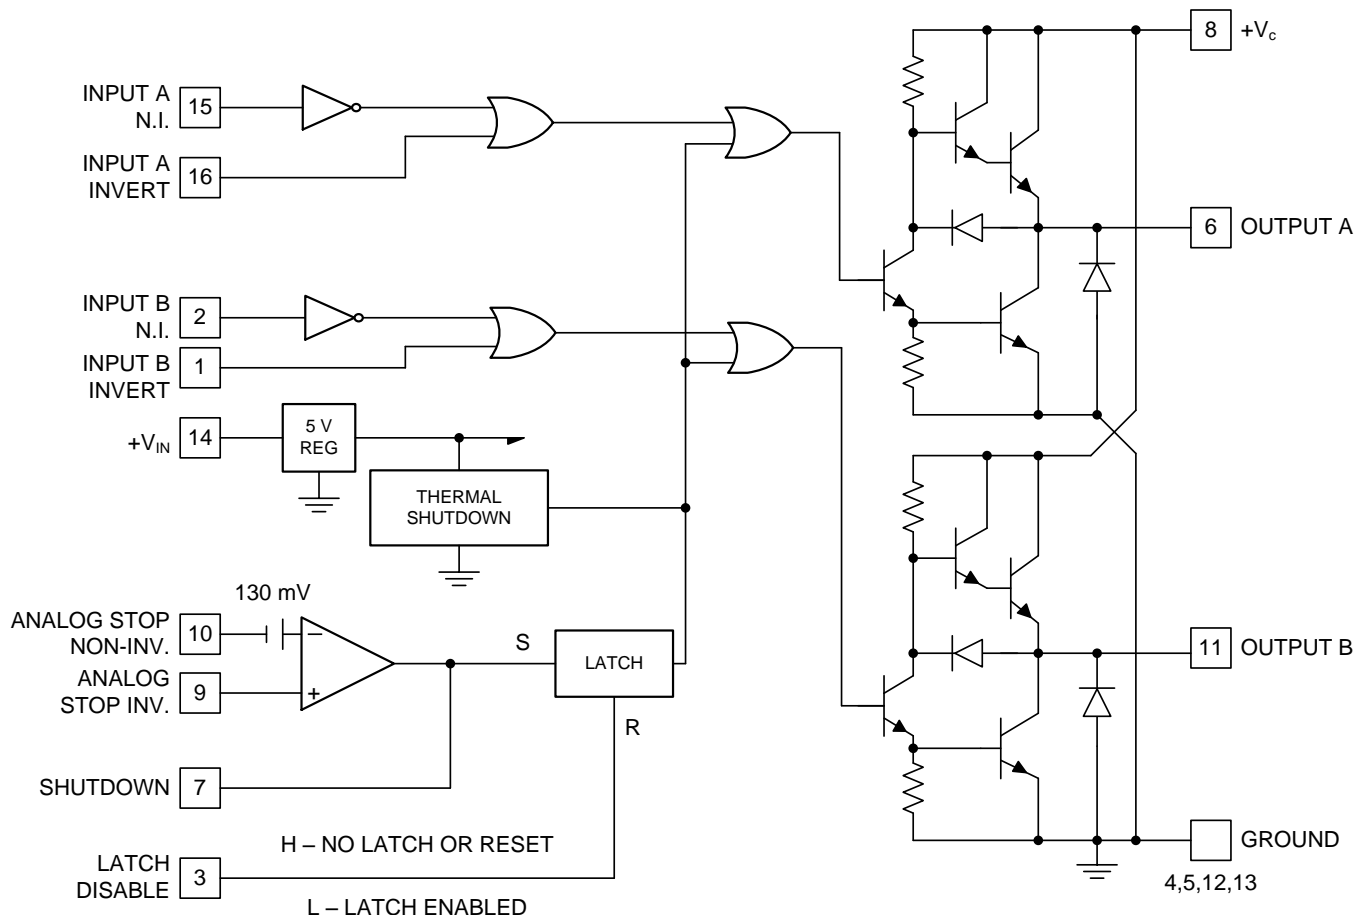 8
+Vc
INPUT A
N.I.
15
INPUT A
INVERT
16
6
OUTPUT A
INPUT B
N.I.
2
INPUT B
INVERT
1
+VIN
14
5 V
REG
THERMAL
SHUTDOWN
130 mV
ANALOG STOP
NON-INV.
10
−
ANALOG
STOP INV.
9
+
S
LATCH
R
11
OUTPUT B
SHUTDOWN
7
H – NO LATCH OR RESET
LATCH
DISABLE
3
L – LATCH ENABLED
GROUND
4,5,12,13